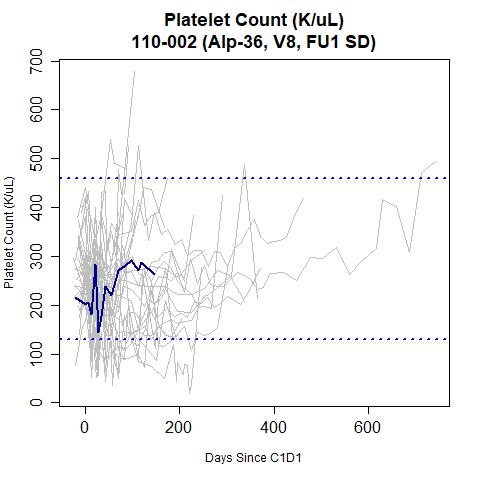 Platelet Count (K/uL)
110-002 (Alp-36, V8, FU1 SD)
Platelet Count (K/uL)
700
600
500
400
300
200
100
0
0 200 400 600
Days Since C1D1